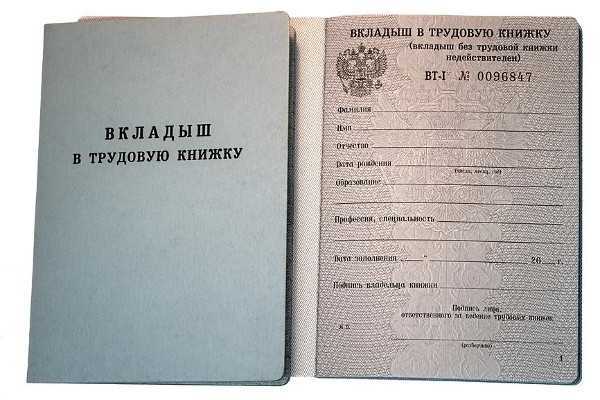 ВКЛАДЫШ
В ТРУДОВУЮ КНИЖКУ
ВКЛАДЫШ В ТРУДОВУЮ КНИЖКУ
(вкладыш без трудовой книжки
недействителен)
ВТ-I № 0096847
Фамилия
Имя
Отчество
Дата рождения
(число, месяц, год)
Образование
Профессия, специальность
Дата заполнения " " 20 г.
Подпись владельца книжки
Подпись лица,
ответственного за ведение трудовых книжек
М.П.
(разборчиво)
1